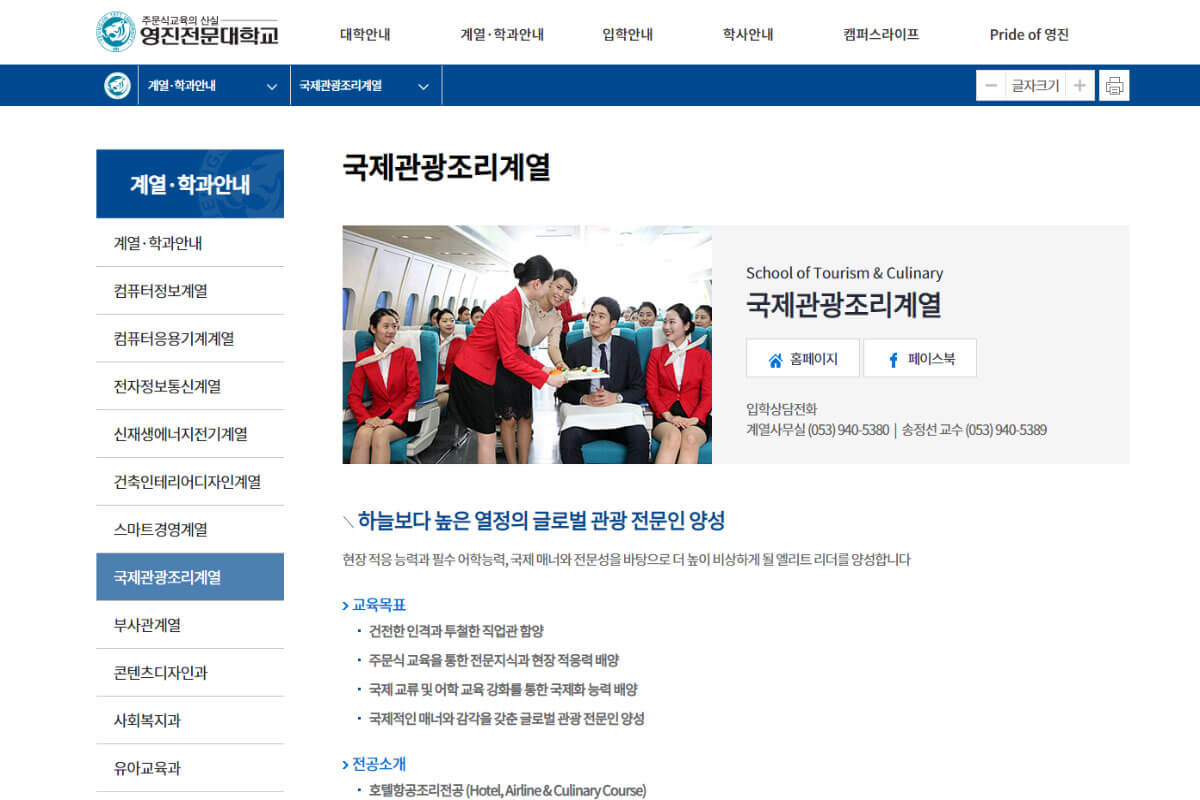 주문식교육의 산실
영진전문대학교
대학안내 계열·학과안내 입학안내 학사안내 캠퍼스라이프 Pride of 영진
계열·학과안내 국제관광조리계열 글자크기
계열·학과안내
계열·학과안내
컴퓨터정보계열
컴퓨터응용기계계열
전자정보통신계열
신재생에너지전기계열
건축인테리어디자인계열
스마트경영계열
국제관광조리계열
부사관계열
콘텐츠디자인과
사회복지과
유아교육과
국제관광조리계열
School of Tourism & Culinary
국제관광조리계열
홈페이지 페이스북
입학상담전화
계열사무실 (053) 940-5380 | 송정선 교수 (053) 940-5389
하늘보다 높은 열정의 글로벌 관광 전문인 양성
현장 적응 능력과 필수 어학능력, 국제 매너와 전문성을 바탕으로 더 높이 비상하게 될 엘리트 리더를 양성합니다
> 교육목표
· 건전한 인격과 투철한 직업관 함양
· 주문식 교육을 통한 전문지식과 현장 적응력 배양
· 국제 교류 및 어학 교육 강화를 통한 국제화 능력 배양
· 국제적인 매너와 감각을 갖춘 글로벌 관광 전문인 양성
> 전공소개
· 호텔항공조리전공 (Hotel, Airline & Culinary Course)